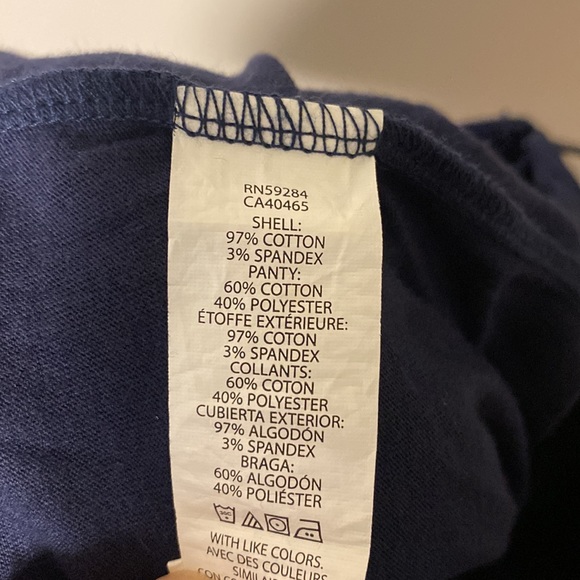 RN59284
CA40465
SHELL:
97% COTTON
3% SPANDEX
PANTY:
60% COTTON
40% POLYESTER
ÉTOFFE EXTÉRIEURE:
97% COTON
3% SPANDEX
COLLANTS:
60% COTON
40% POLYESTER
CUBIERTA EXTERIOR:
97% ALGODÓN
3% SPANDEX
BRAGA:
60% ALGODÓN
40% POLIÉSTER
WITH LIKE COLORS.
AVEC DES COULEURS